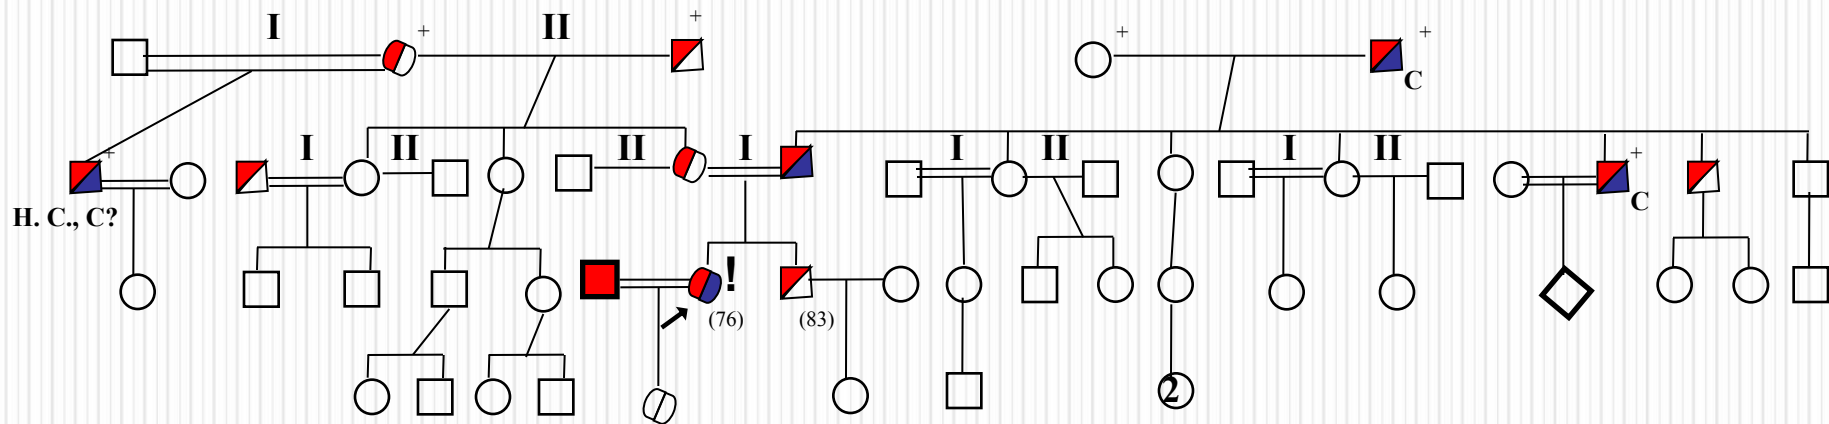 I II
+ + + +
C
I II II I I II I II
+ +
H. C., C?
C
!
(76) (83)
2